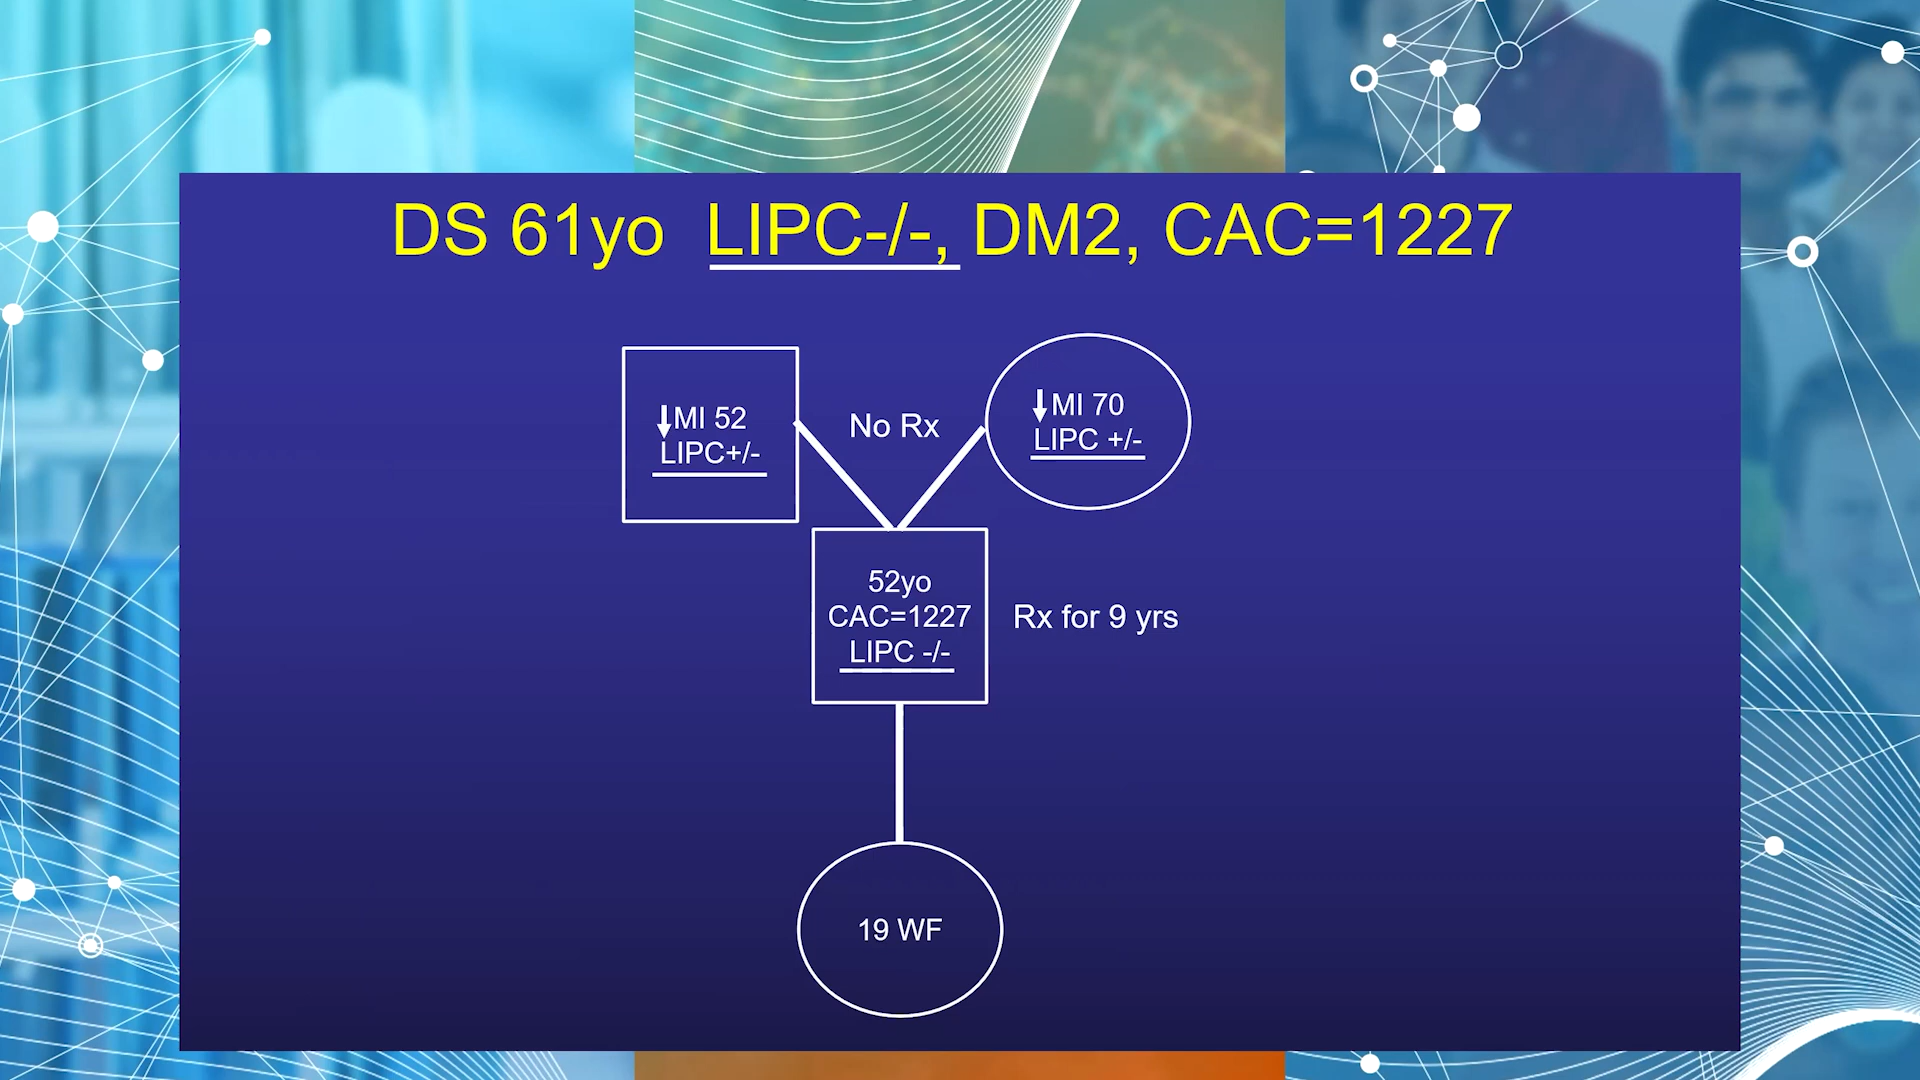 DS 61yo LIPC-/-, DM2, CAC=1227
↓MI 52
LIPC+/-
No Rx
↓MI 70
LIPC +/-
52yo
CAC=1227
LIPC -/-
Rx for 9 yrs
19 WF